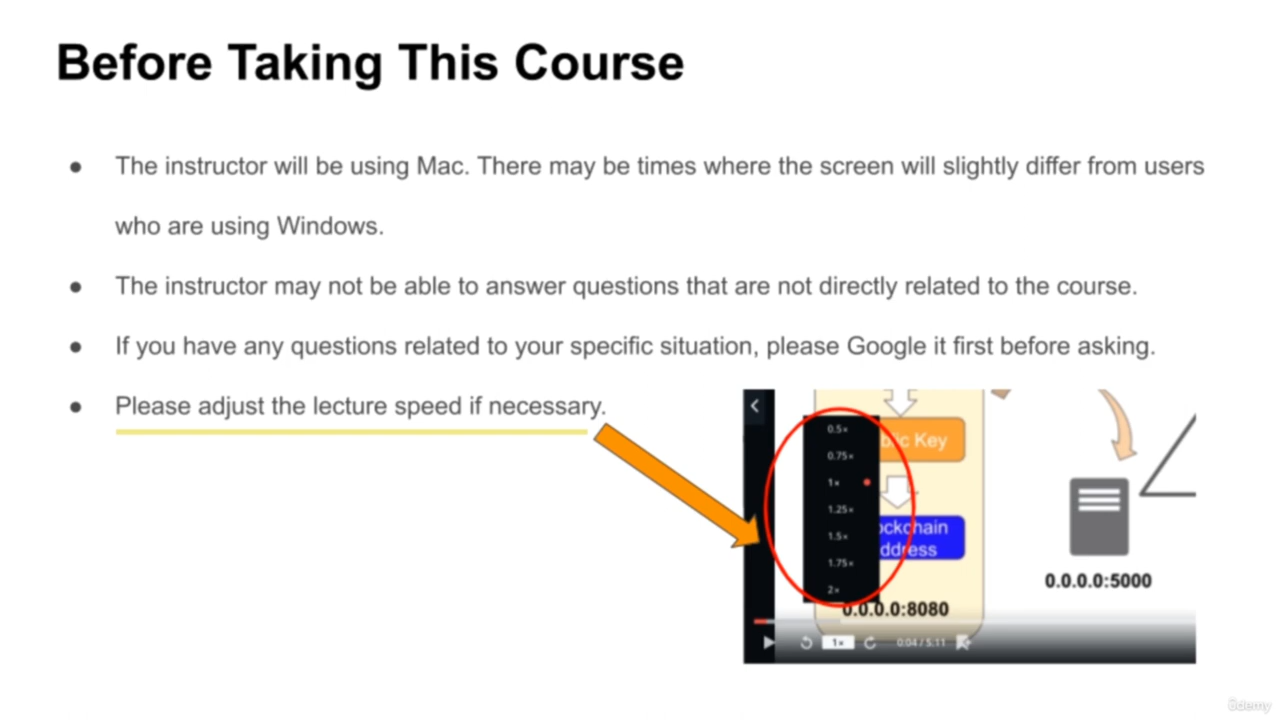 Before Taking This Course
● The instructor will be using Mac. There may be times where the screen will slightly differ from users
who are using Windows.
● The instructor may not be able to answer questions that are not directly related to the course.
● If you have any questions related to your specific situation, please Google it first before asking.
● Please adjust the lecture speed if necessary.
0.5×
blic Key
0.75×
1×
1.25×
ockchain
1.5×
ddress
1.75×
2×
0.0.0.0:5000
0.0.0.0:8080
1×
0:04 / 5:11
ûdemy